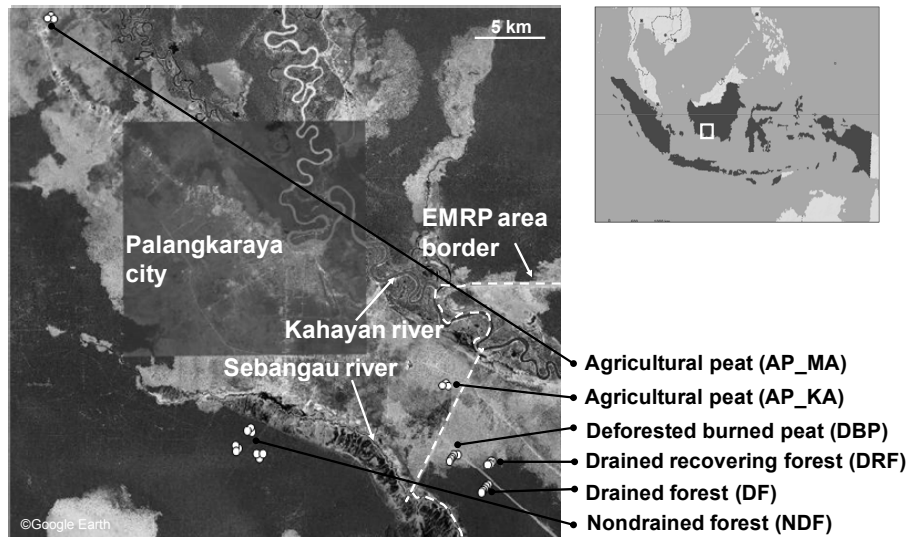 5 km
EMRP area
border
Palangkaraya
city
Kahayan river
Sebangau river
Agricultural peat (AP_MA)
Agricultural peat (AP_KA)
Deforested burned peat (DBP)
Drained recovering forest (DRF)
Drained forest (DF)
Nondrained forest (NDF)
©Google Earth